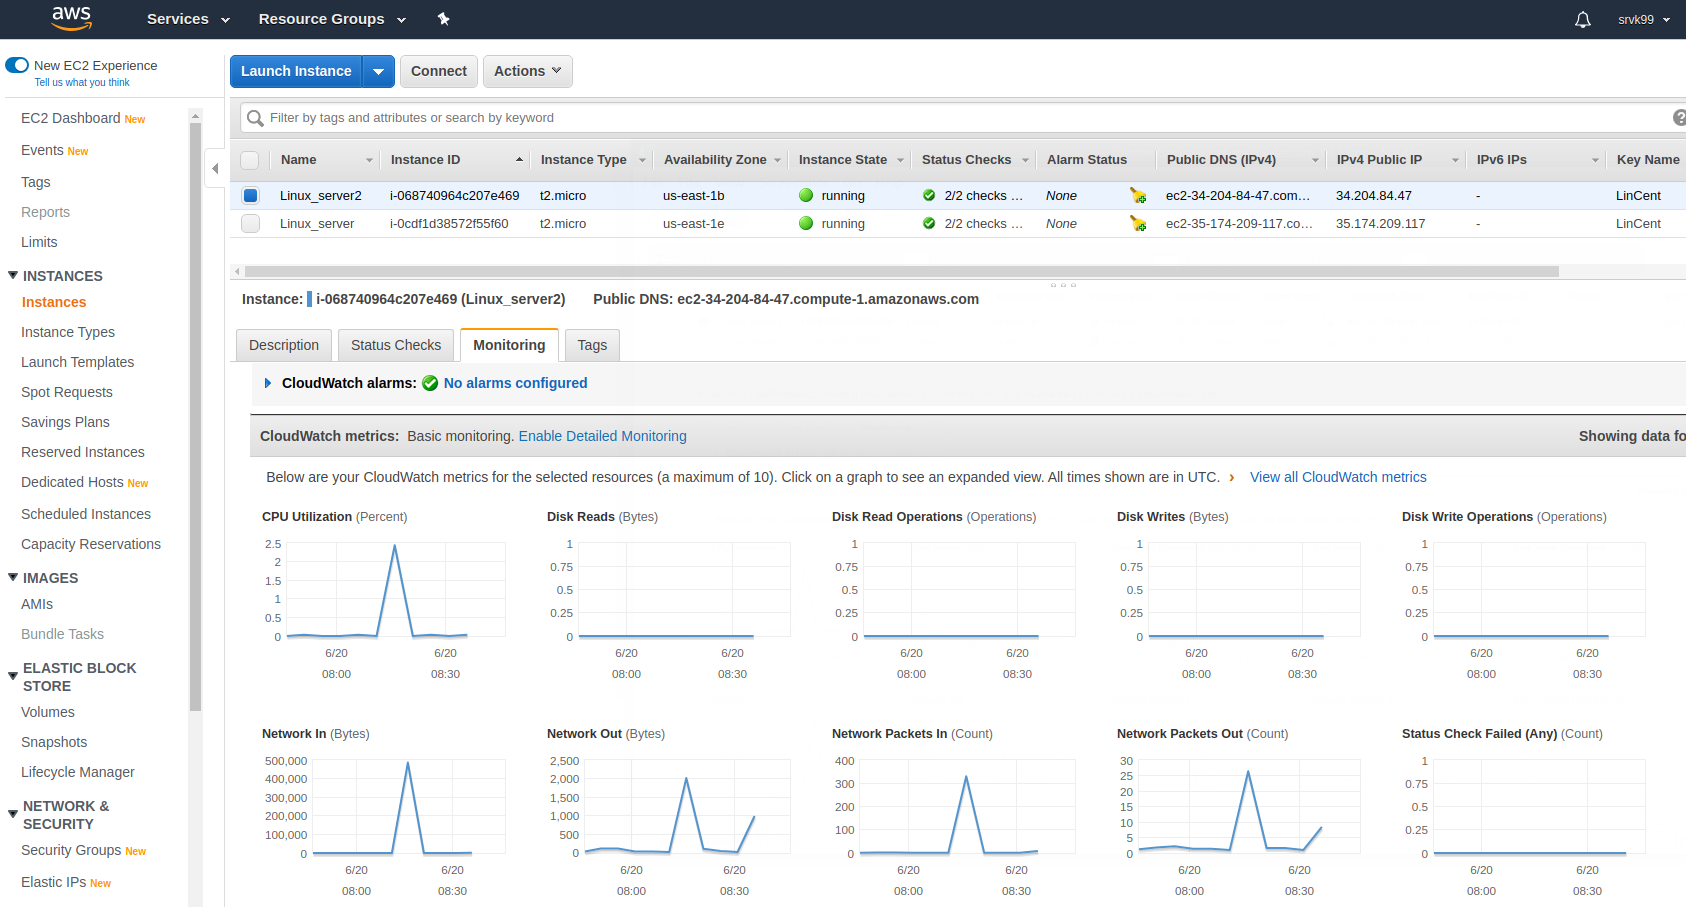 aws Services Resource Groups srvk99
New EC2 Experience
Tell us what you think
EC2 Dashboard New
Events New
Tags
Reports
Limits
INSTANCES
Instances
Instance Types
Launch Templates
Spot Requests
Savings Plans
Reserved Instances
Dedicated Hosts New
Scheduled Instances
Capacity Reservations
IMAGES
AMIs
Bundle Tasks
ELASTIC BLOCK
STORE
Volumes
Snapshots
Lifecycle Manager
NETWORK &
SECURITY
Security Groups New
Elastic IPs New
Launch Instance Connect Actions
Filter by tags and attributes or search by keyword ?
Name Instance ID Instance Type Availability Zone Instance State Status Checks Alarm Status Public DNS (IPv4) IPv4 Public IP IPv6 IPs Key Name
Linux_server2 i-068740964c207e469 t2.micro us-east-1b running 2/2 checks ... None ec2-34-204-84-47.com... 34.204.84.47 - LinCent
Linux_server i-0cdf1d38572f55f60 t2.micro us-east-1e running 2/2 checks ... None ec2-35-174-209-117.co... 35.174.209.117 - LinCent
Instance: i-068740964c207e469 (Linux_server2) Public DNS: ec2-34-204-84-47.compute-1.amazonaws.com
Description Status Checks Monitoring Tags
CloudWatch alarms: No alarms configured
CloudWatch metrics: Basic monitoring. Enable Detailed Monitoring Showing data fo
Below are your CloudWatch metrics for the selected resources (a maximum of 10). Click on a graph to see an expanded view. All times shown are in UTC. › View all CloudWatch metrics
CPU Utilization (Percent)
2.5
2
1.5
1
0.5
0
6/20 6/20
08:00 08:30
Disk Reads (Bytes)
1
0.75
0.5
0.25
0
6/20 6/20
08:00 08:30
Disk Read Operations (Operations)
1
0.75
0.5
0.25
0
6/20 6/20
08:00 08:30
Disk Writes (Bytes)
1
0.75
0.5
0.25
0
6/20 6/20
08:00 08:30
Disk Write Operations (Operations)
1
0.75
0.5
0.25
0
6/20 6/20
08:00 08:30
Network In (Bytes)
500,000
400,000
300,000
200,000
100,000
0
6/20 6/20
08:00 08:30
Network Out (Bytes)
2,500
2,000
1,500
1,000
500
0
6/20 6/20
08:00 08:30
Network Packets In (Count)
400
300
200
100
0
6/20 6/20
08:00 08:30
Network Packets Out (Count)
30
25
20
15
10
5
0
6/20 6/20
08:00 08:30
Status Check Failed (Any) (Count)
1
0.75
0.5
0.25
0
6/20 6/20
08:00 08:30